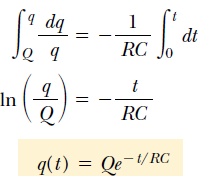 ∫_Q^q dq/q = − 1/RC ∫_0^t dt
ln(q/Q) = − t/RC
q(t) = Qe^−t/RC